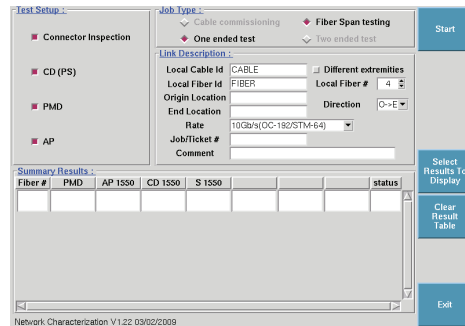 Test Setup :
Connector Inspection
CD (PS)
PMD
AP
Job Type :
Cable commissioning
Fiber Span testing
One ended test
Two ended test
Link Description :
Local Cable Id CABLE Different extremities
Local Fiber Id FIBER Local Fiber # 4
Origin Location
End Location
Direction O->E
Rate 10Gb/s(OC-192/STM-64)
Job/Ticket #
Comment
Summary Results :
Fiber # PMD AP 1550 CD 1550 S 1550 status
Start
Select
Results To
Display
Clear
Result
Table
Exit
Network Characterization V1.22 03/02/2009